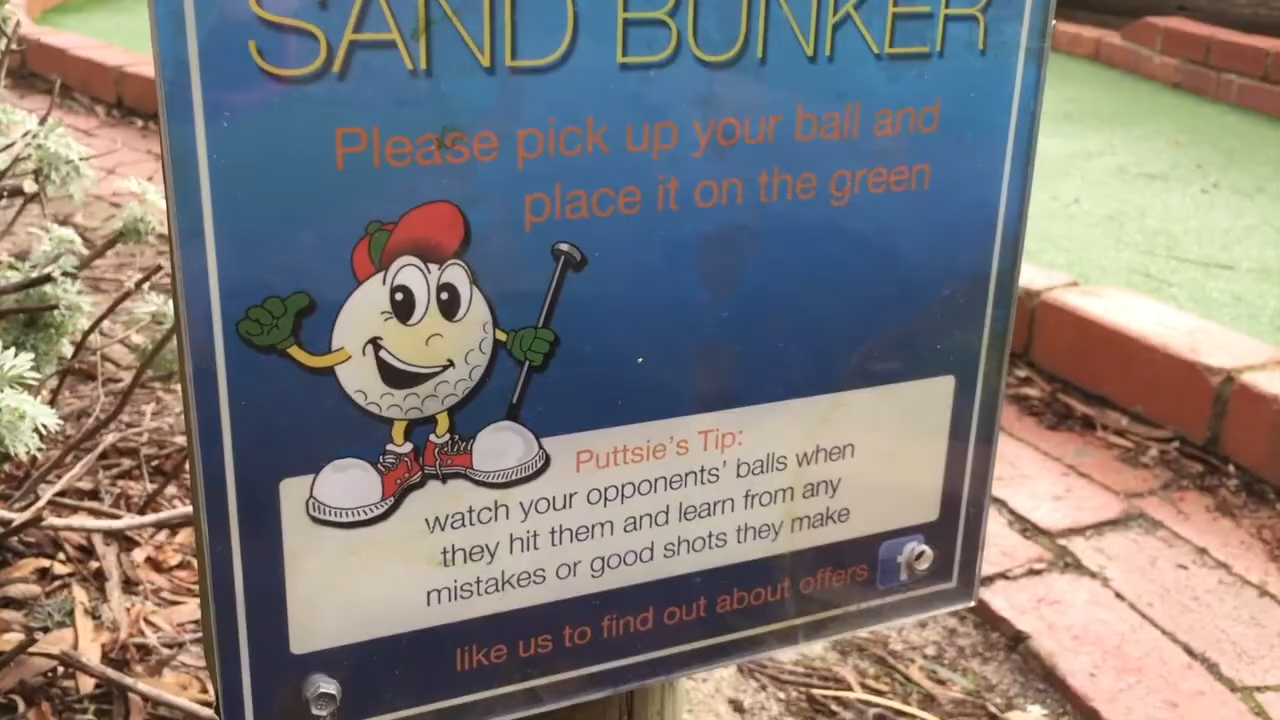 SAND BUNKER
Please pick up your ball and
place it on the green
Puttsie's Tip:
watch your opponents' balls when
they hit them and learn from any
mistakes or good shots they make
like us to find out about offers
f